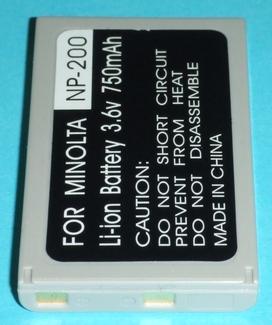 FOR MINOLTA NP-200
Li-ion Battery 3.6v 750mAh
CAUTION:
DO NOT SHORT CIRCUIT
PREVENT FROM HEAT
DO NOT DISASSEMBLE
MADE IN CHINA